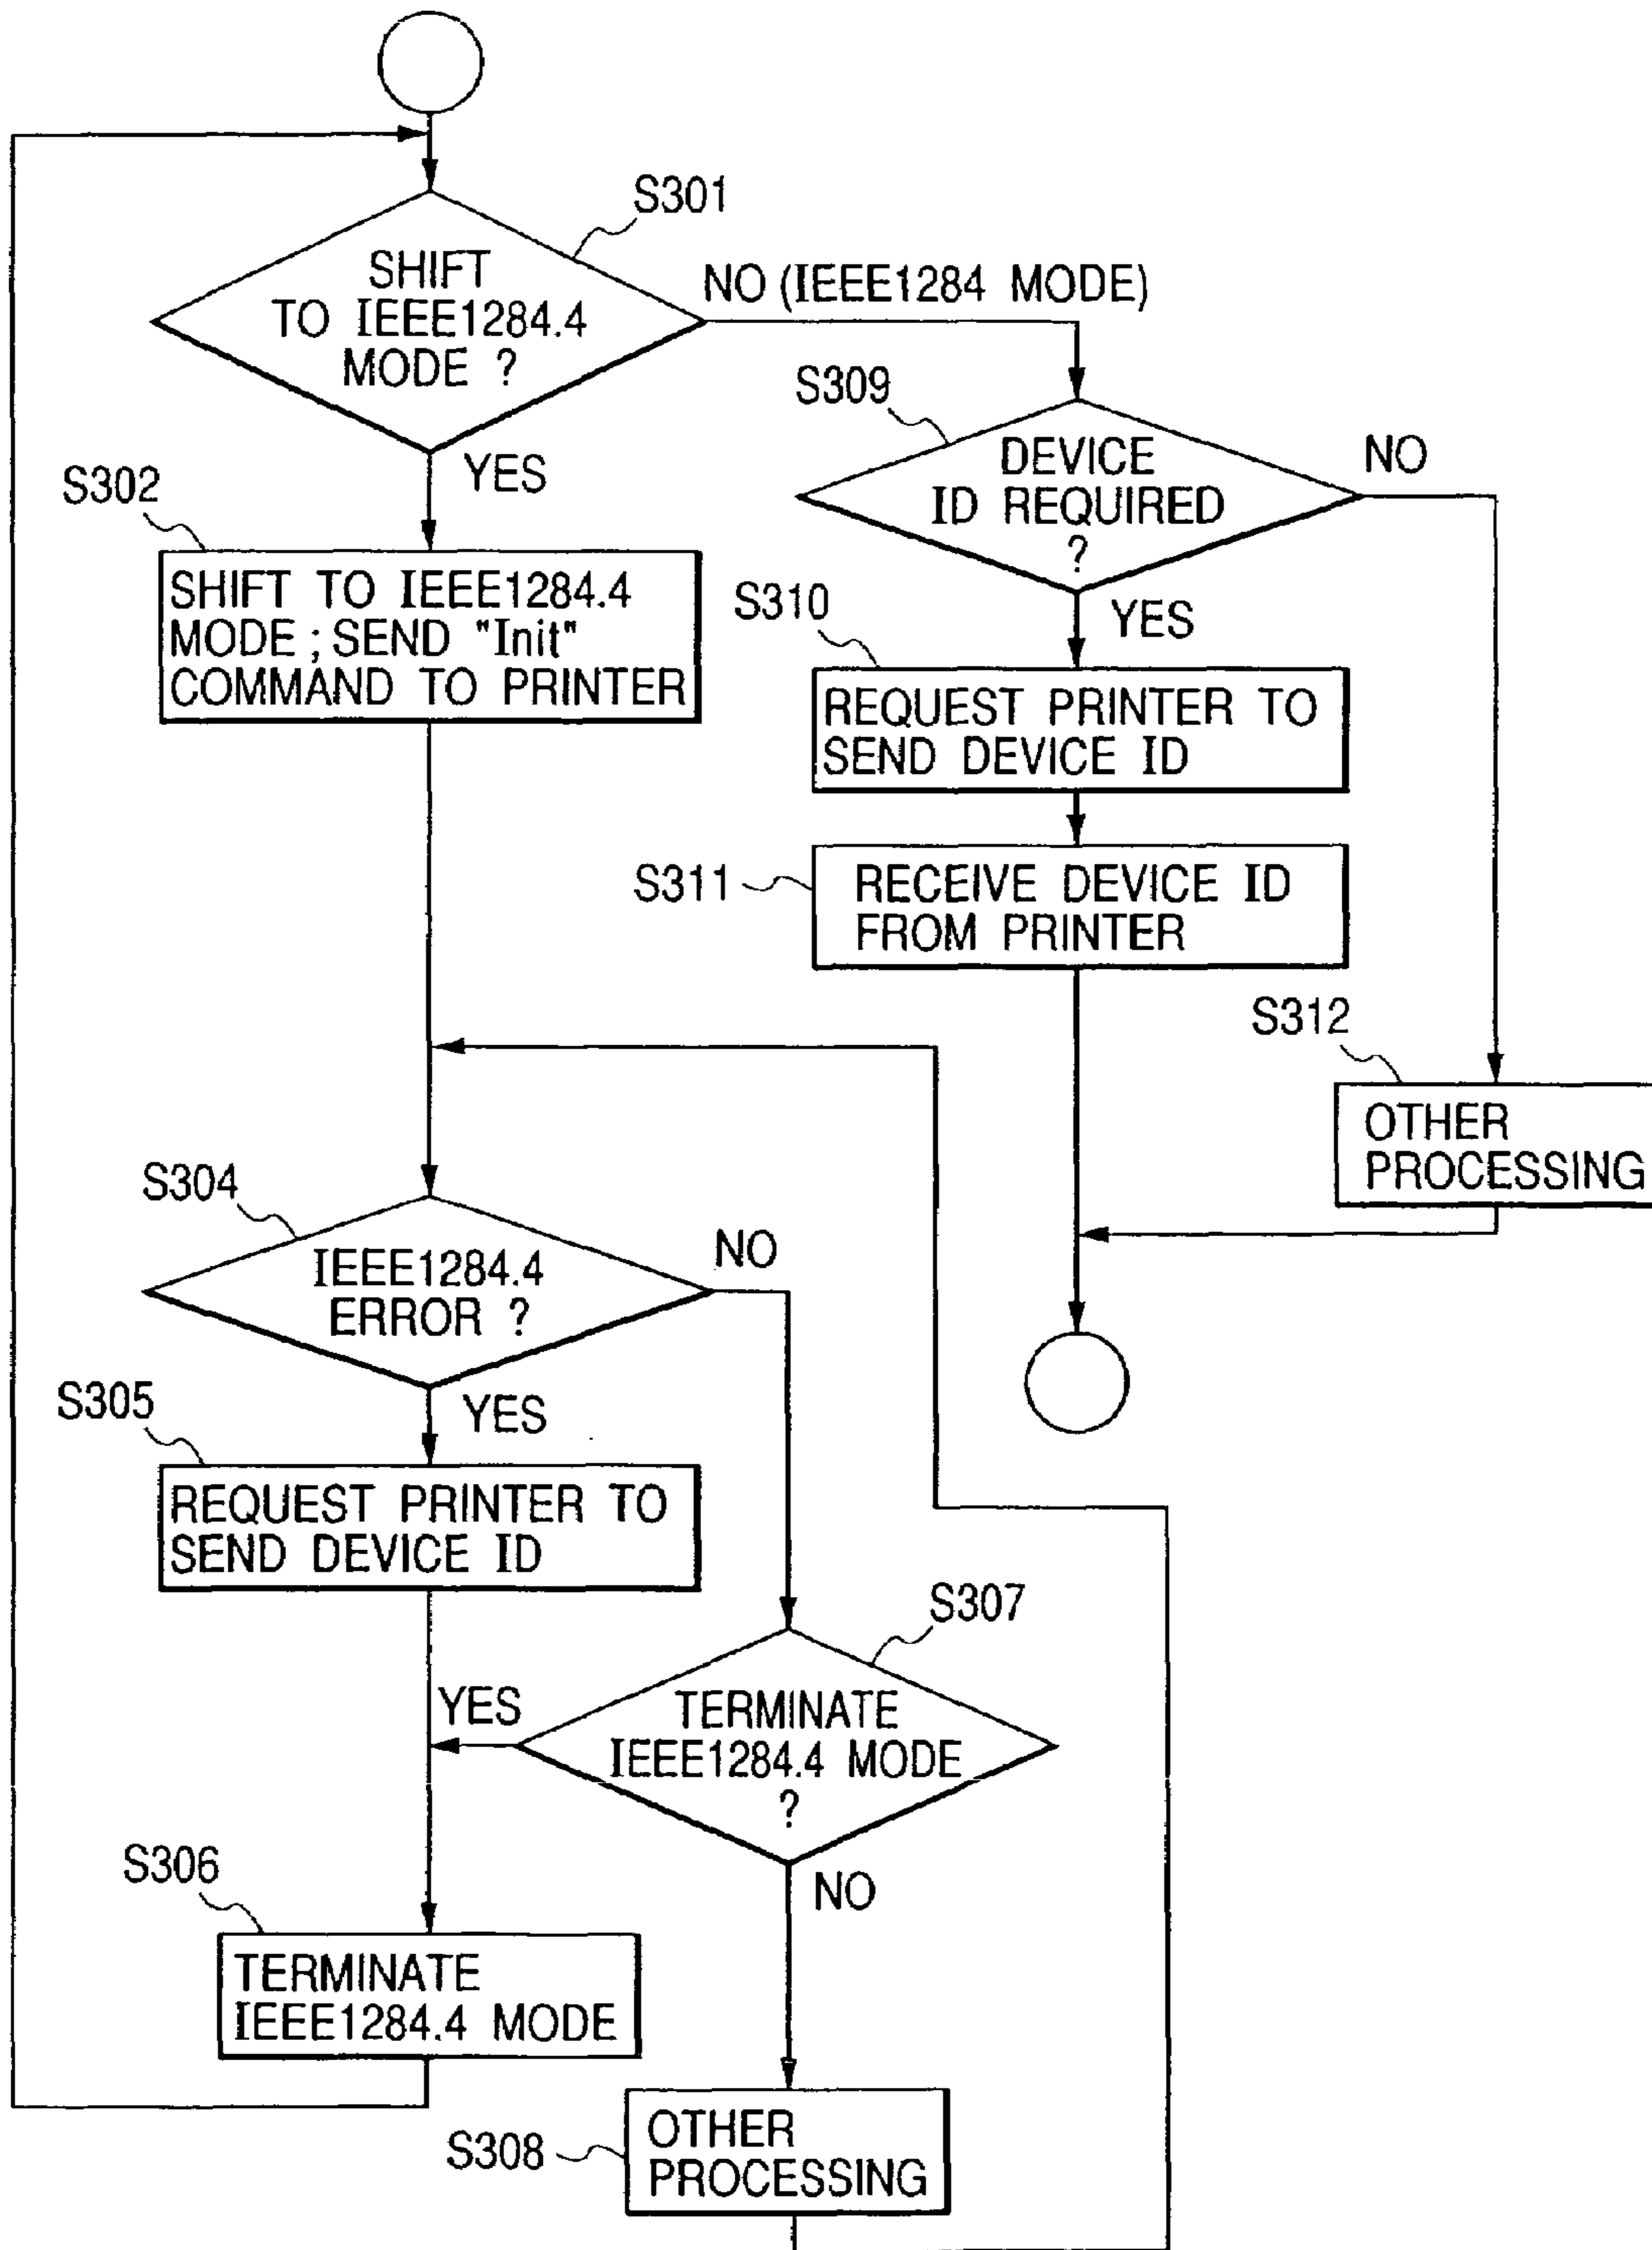 S301
SHIFT
TO IEEE1284.4
MODE ?
NO (IEEE1284 MODE)
YES
S302
SHIFT TO IEEE1284.4
MODE ; SEND "Init"
COMMAND TO PRINTER
S309
DEVICE
ID REQUIRED
?
NO
YES
S310
REQUEST PRINTER TO
SEND DEVICE ID
S311
RECEIVE DEVICE ID
FROM PRINTER
S312
OTHER
PROCESSING
S304
IEEE1284.4
ERROR ?
NO
YES
S305
REQUEST PRINTER TO
SEND DEVICE ID
S307
TERMINATE
IEEE1284.4 MODE
?
YES
NO
S306
TERMINATE
IEEE1284.4 MODE
S308
OTHER
PROCESSING